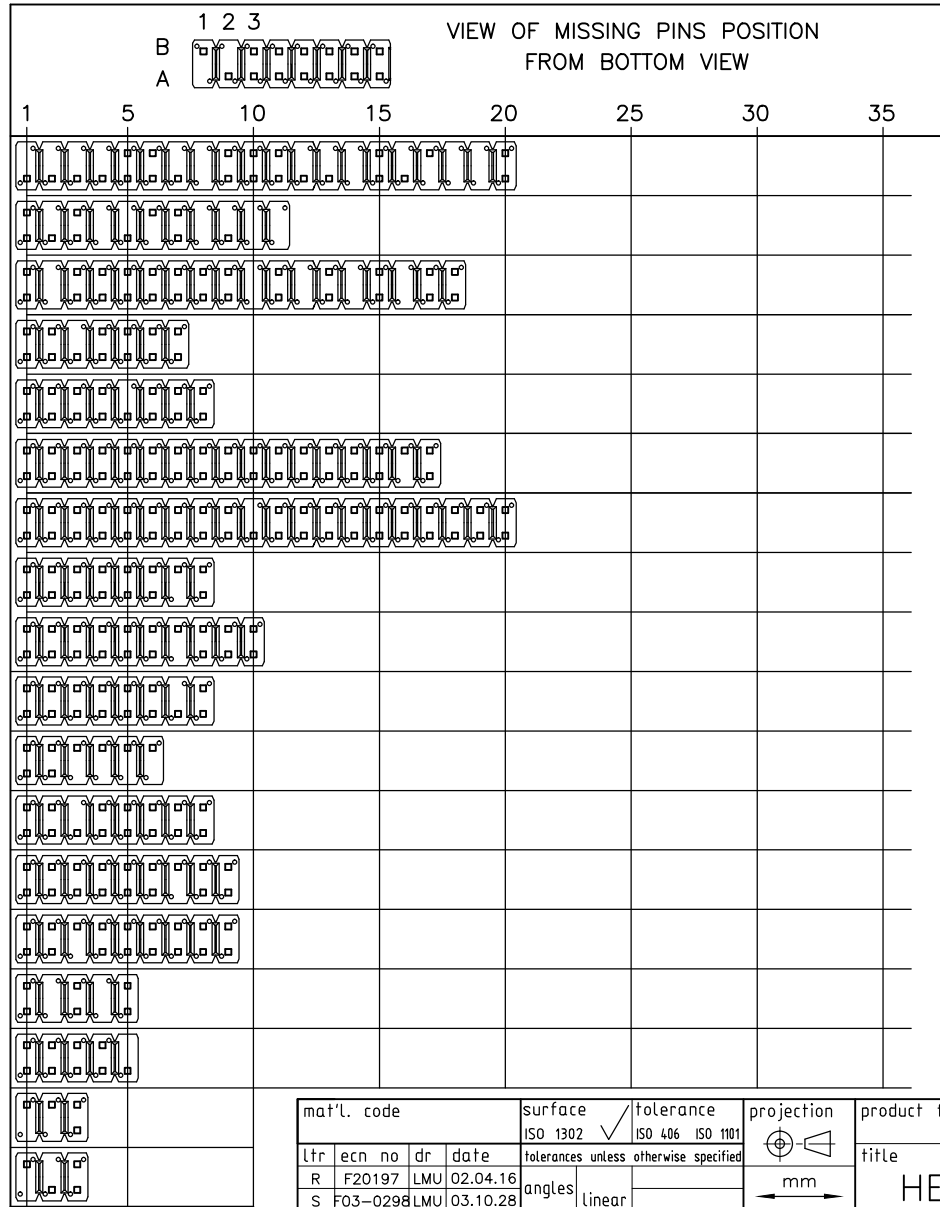 1 2 3
B
A
VIEW OF MISSING PINS POSITION
FROM BOTTOM VIEW
1 5 10 15 20 25 30 35
mat'l. code
surface
ISO 1302
tolerance
ISO 406 ISO 1101
projection
product
ltr ecn no dr date
tolerances unless otherwise specified
title
R F20197 LMU 02.04.16
angles
linear
mm
HE
S F03-0298 LMU 03.10.28